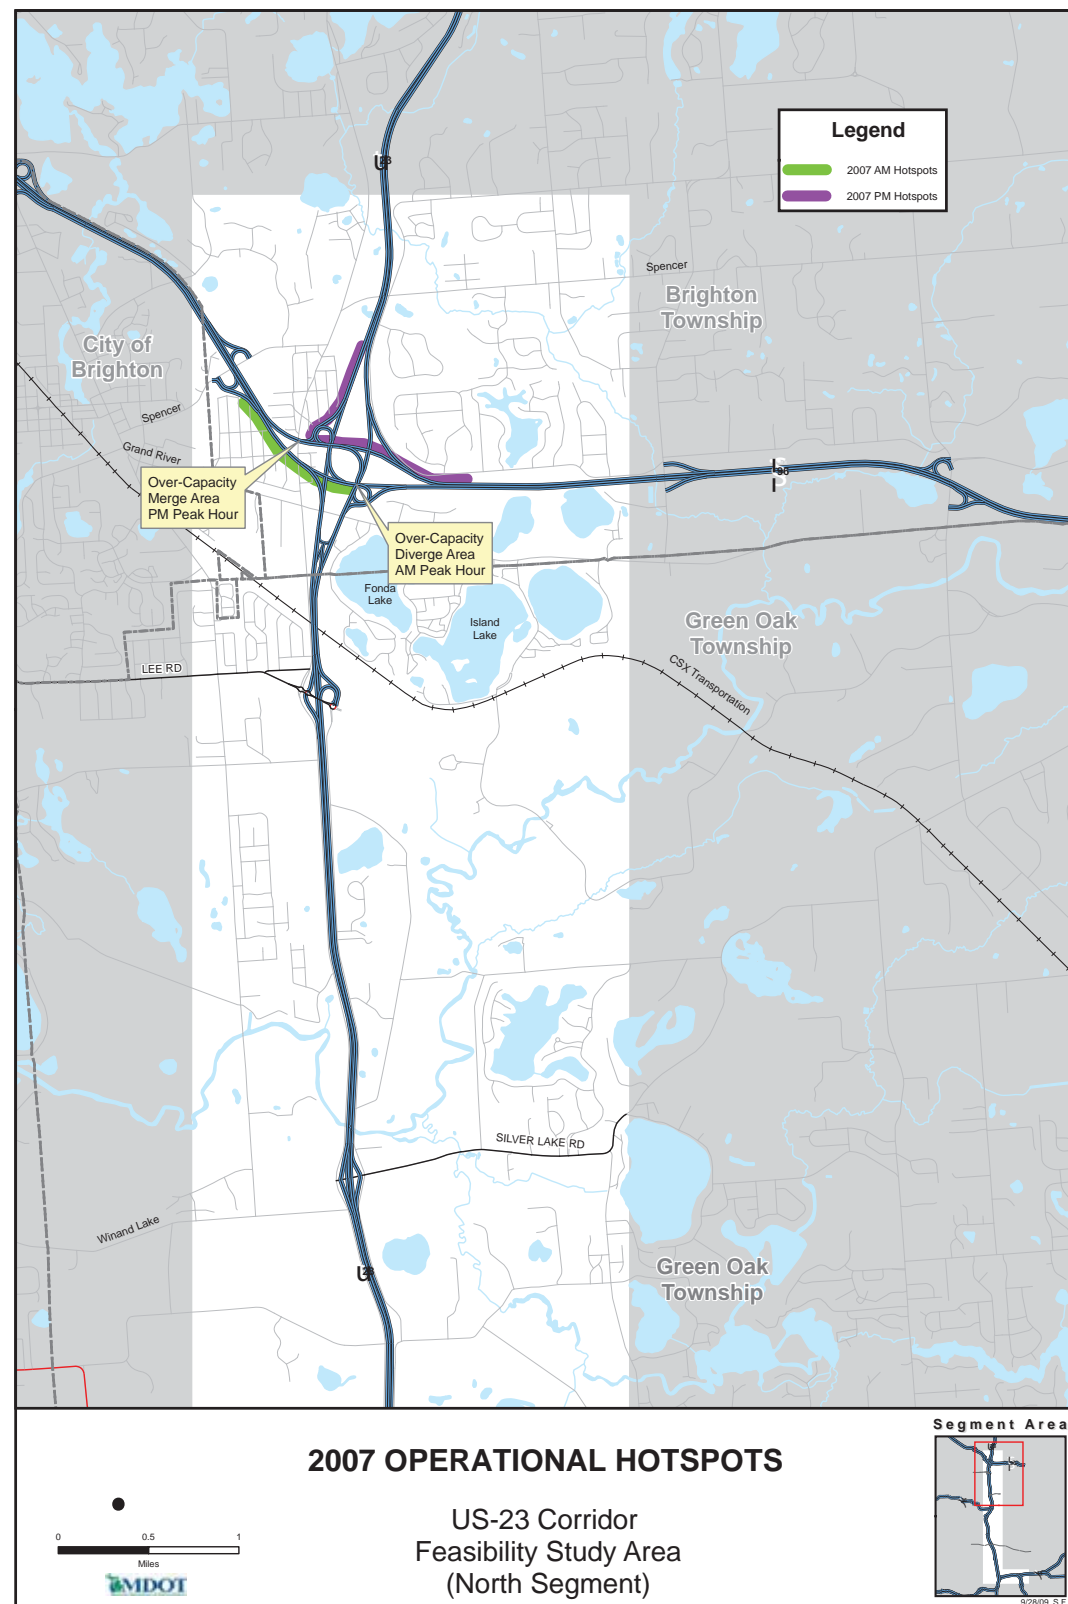 Legend
2007 AM Hotspots
2007 PM Hotspots
Spencer
Brighton
Township
City of
Brighton
Spencer
Grand River
Over-Capacity
Merge Area
PM Peak Hour
Over-Capacity
Diverge Area
AM Peak Hour
Fonda
Lake
Island
Lake
Green Oak
Township
LEE RD
CSX Transportation
SILVER LAKE RD
Winand Lake
Green Oak
Township
Segment Area
2007 OPERATIONAL HOTSPOTS
US-23 Corridor
Feasibility Study Area
(North Segment)
0 0.5 1
Miles
MDOT
9/28/09 S.F.